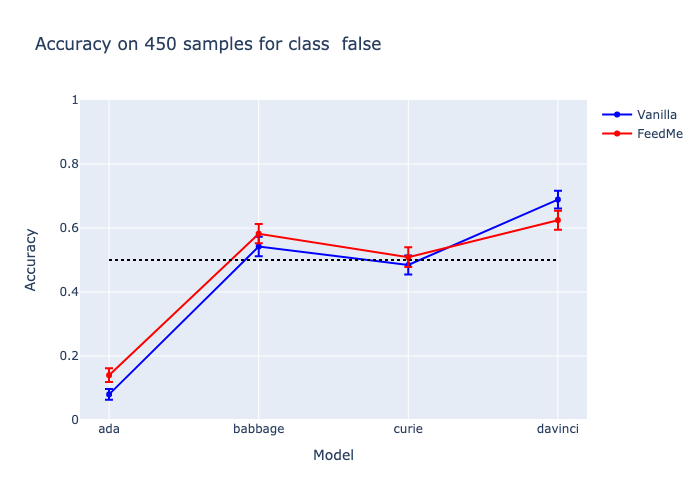 Accuracy on 450 samples for class  false
Vanilla
FeedMe
Accuracy
1
0.8
0.6
0.4
0.2
0
ada
babbage
curie
davinci
Model